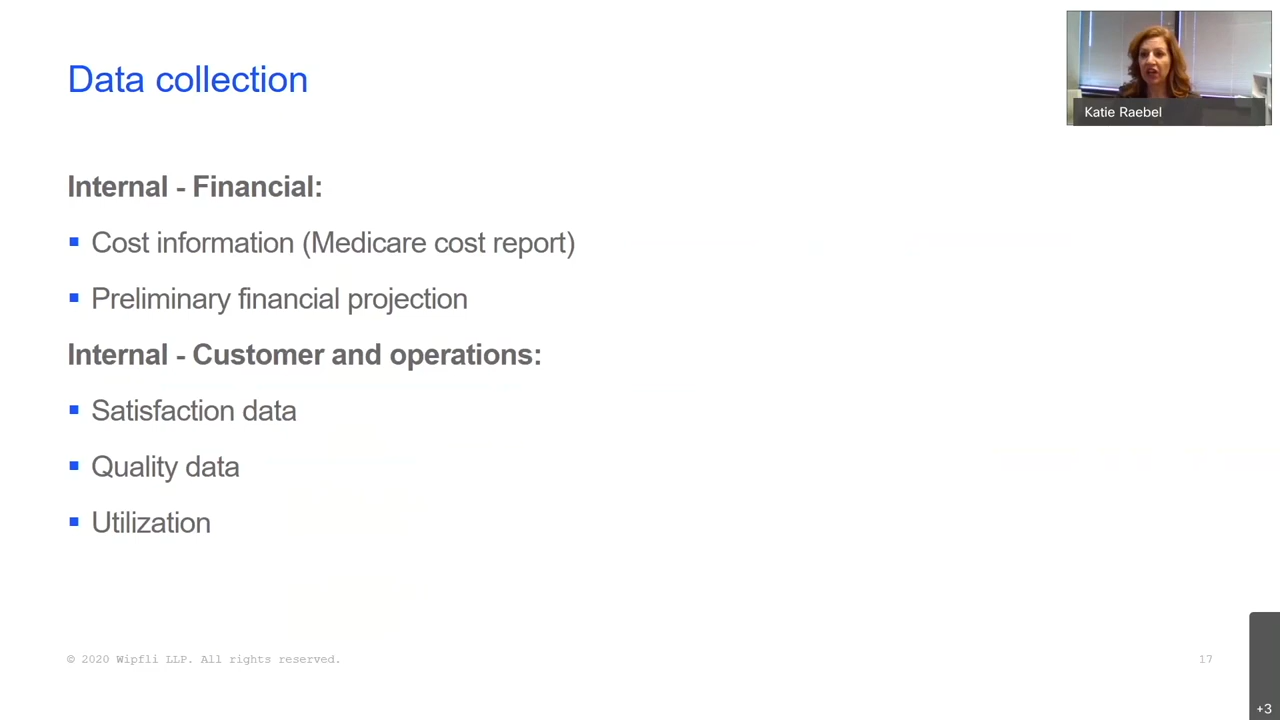 Data collection
Katie Raebel
Internal - Financial:
Cost information (Medicare cost report)
Preliminary financial projection
Internal - Customer and operations:
Satisfaction data
Quality data
Utilization
© 2020 Wipfli LLP. All rights reserved.
17
+3